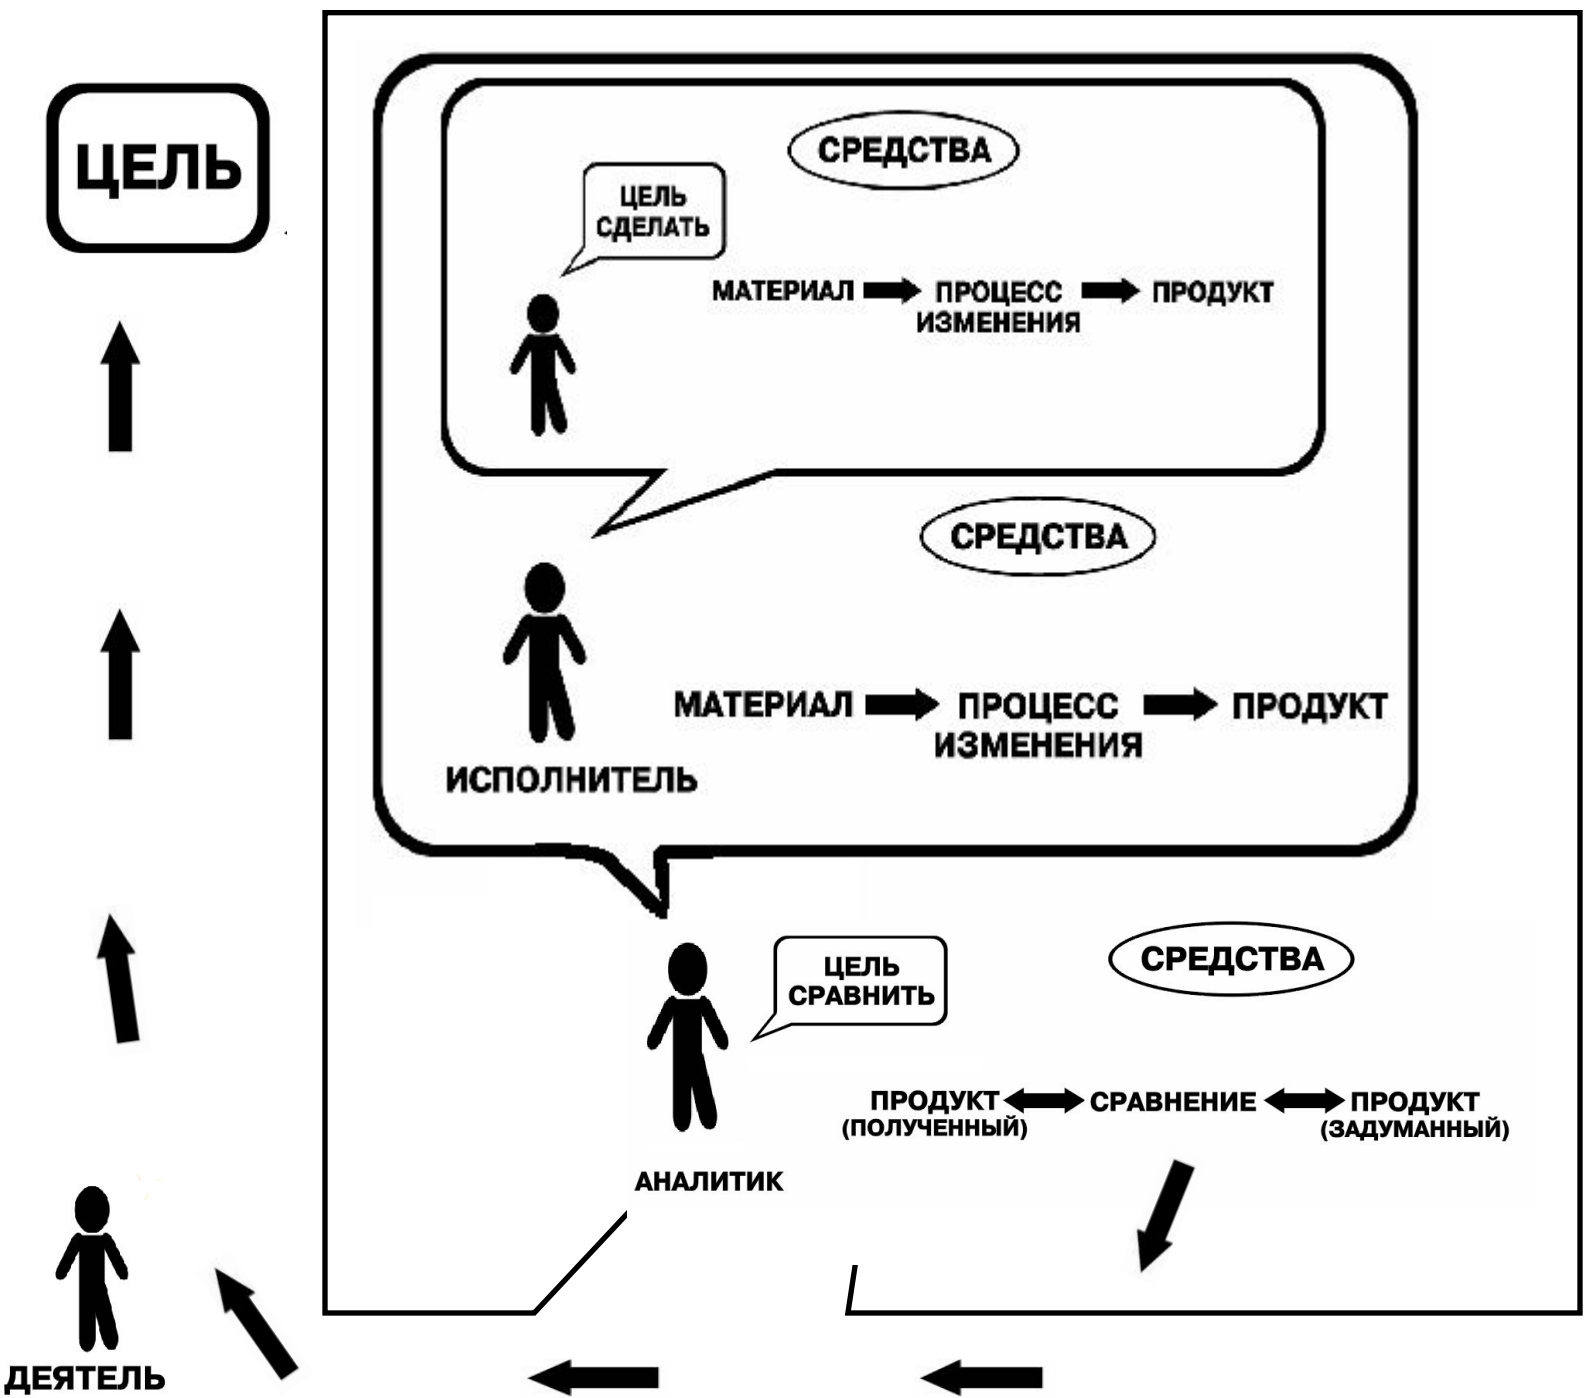 ЦЕЛЬ
СРЕДСТВА
ЦЕЛЬ
СДЕЛАТЬ
МАТЕРИАЛ ПРОЦЕСС ПРОДУКТ
ИЗМЕНЕНИЯ
СРЕДСТВА
МАТЕРИАЛ ПРОЦЕСС ПРОДУКТ
ИЗМЕНЕНИЯ
ИСПОЛНИТЕЛЬ
СРЕДСТВА
ЦЕЛЬ
СРАВНИТЬ
ПРОДУКТ СРАВНЕНИЕ ПРОДУКТ
(ПОЛУЧЕННЫЙ) (ЗАДУМАННЫЙ)
АНАЛИТИК
ДЕЯТЕЛЬ